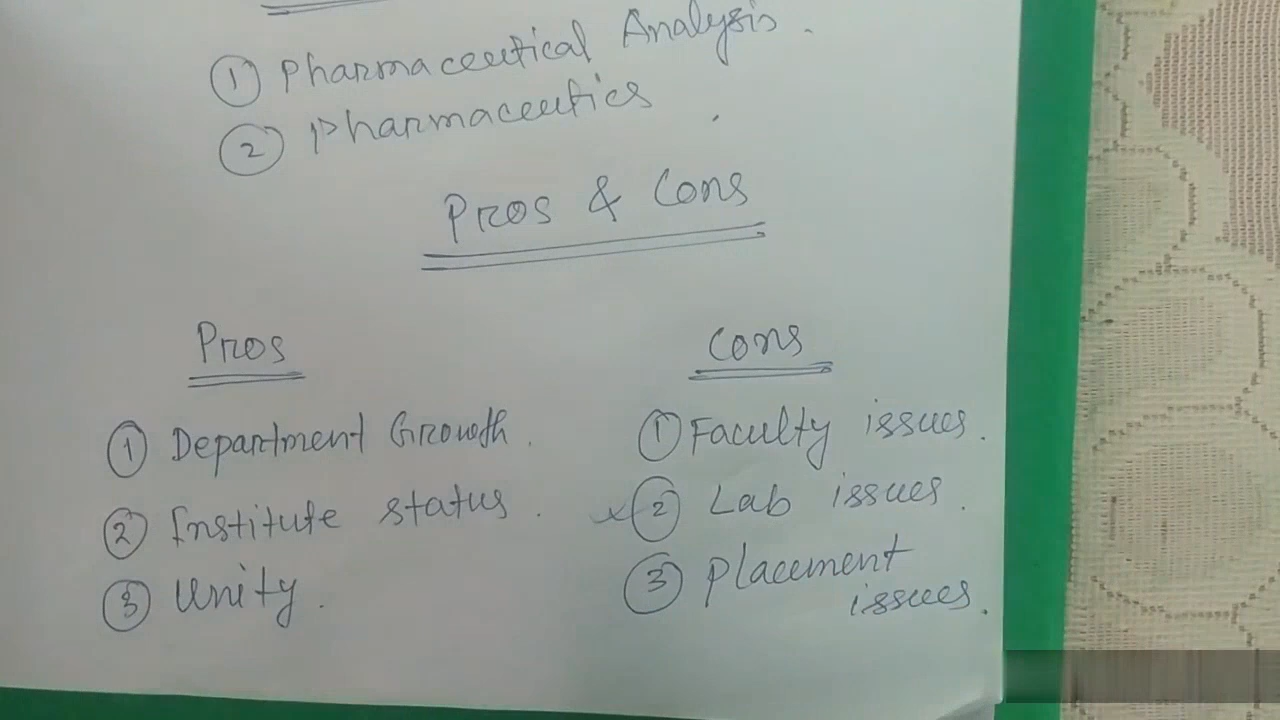 ① Pharmaceutical Analysis.
② Pharmaceutics
Pros & Cons
Pros
① Department Growth.
② Institute status.
③ Unity.
Cons
① Faculty issues.
② Lab issues.
③ Placement
issues.